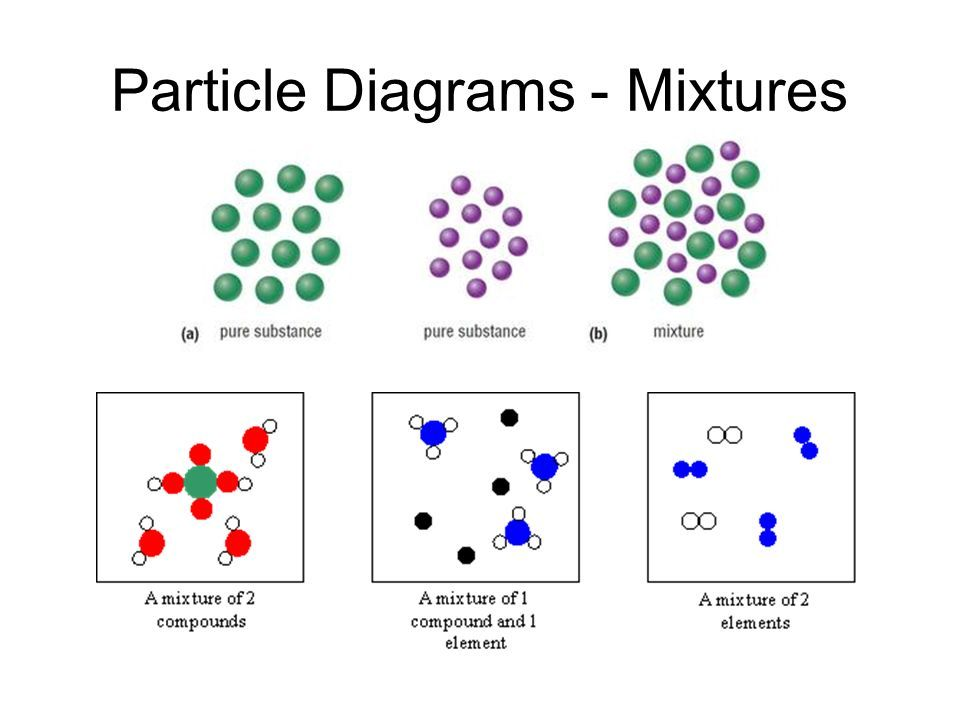 Particle Diagrams - Mixtures
(a) pure substance
pure substance
(b) mixture
A mixture of 2
compounds
A mixture of 1
compound and 1
element
A mixture of 2
elements